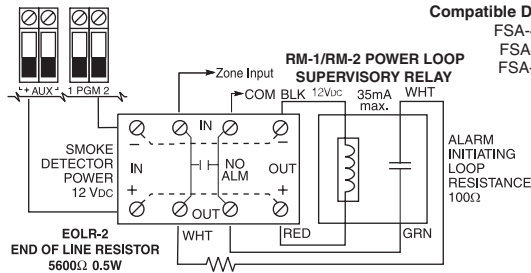 Compatible D
FSA-
FSA
FSA-
RM-1/RM-2 POWER LOOP
SUPERVISORY RELAY
+ AUX -
1 PGM 2
Zone Input
COM
BLK
12VDC
35mA
max.
WHT
SMOKE
DETECTOR
POWER
12 VDC
IN
IN
NO
ALM
OUT
OUT
ALARM
INITIATING
LOOP
RESISTANCE
100Ω
EOLR-2
END OF LINE RESISTOR
5600Ω 0.5W
WHT
RED
GRN